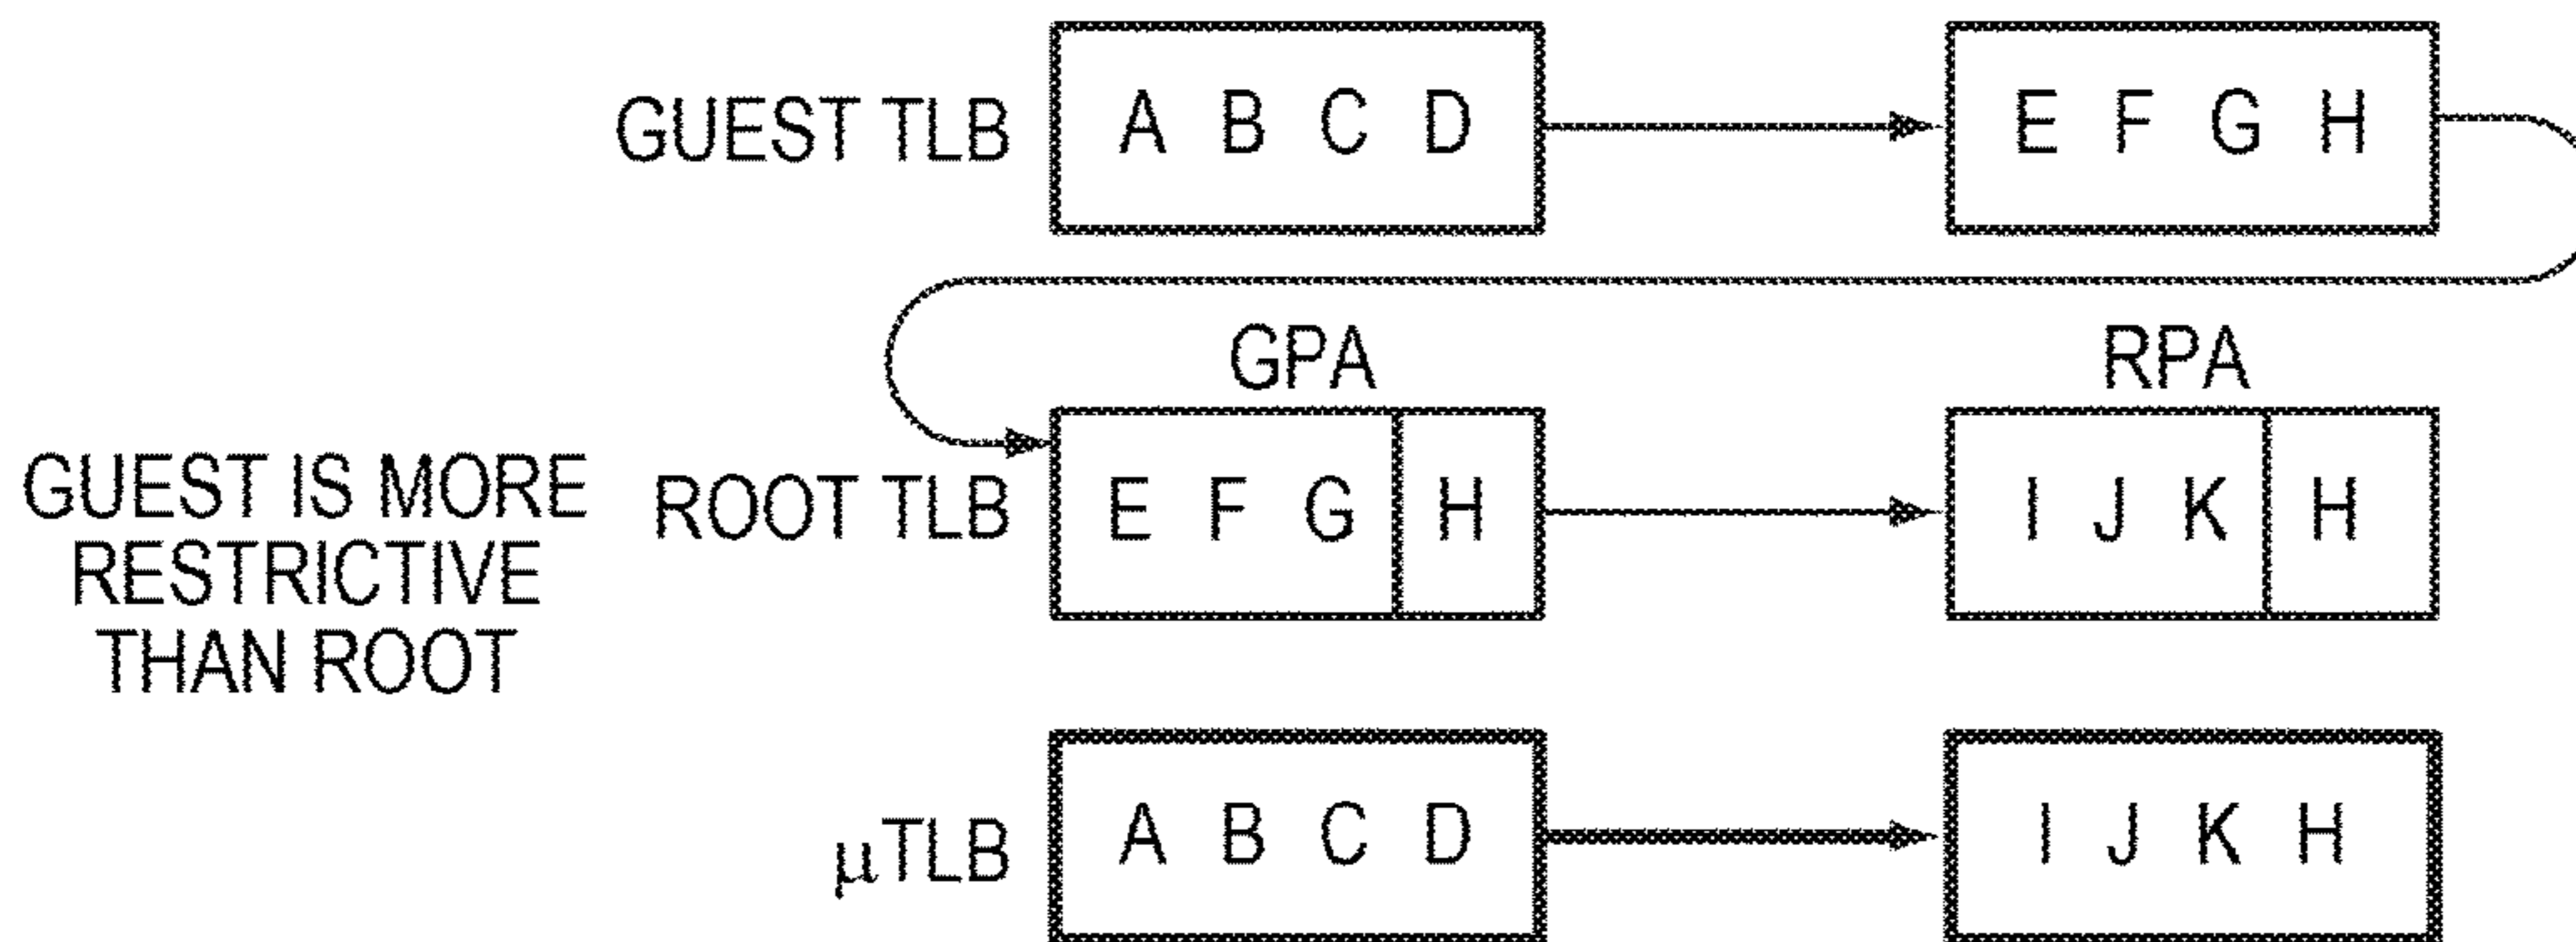 GUEST TLB A B C D E F G H
GPA RPA
GUEST IS MORE
RESTRICTIVE
THAN ROOT
ROOT TLB E F G H I J K H
μTLB A B C D I J K H